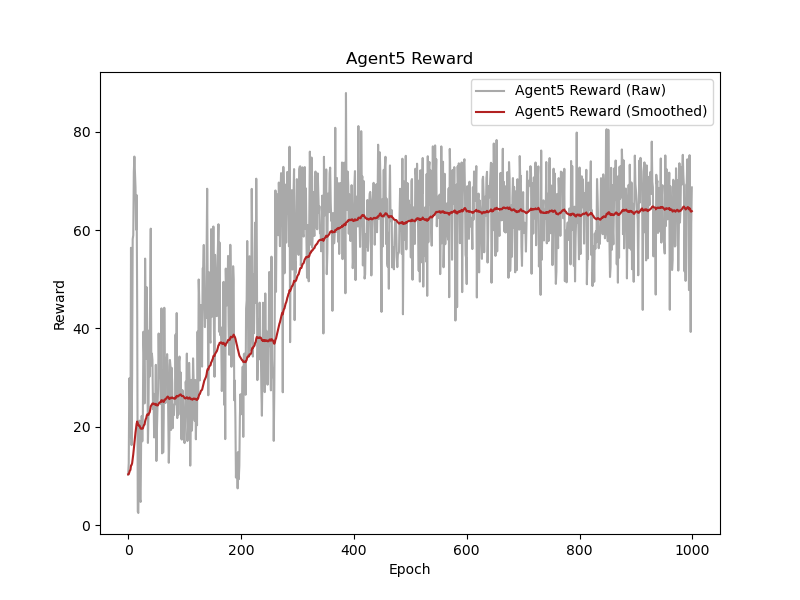 Agent5 Reward
Agent5 Reward (Raw)
Agent5 Reward (Smoothed)
Reward
80
60
40
20
0
0 200 400 600 800 1000
Epoch